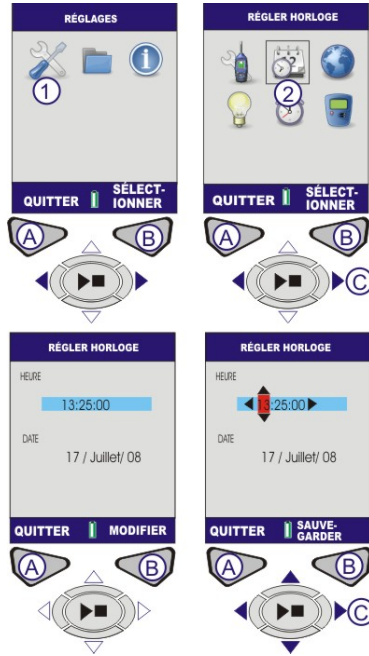 RÉGLAGES
1
QUITTER
SÉLECT-
IONNER
A
B
RÉGLER HORLOGE
?
2
QUITTER
SÉLECT-
IONNER
A
B
C
RÉGLER HORLOGE
HEURE
13:25:00
DATE
17 / Juillet/ 08
QUITTER
MODIFIER
A
B
RÉGLER HORLOGE
HEURE
13:25:00
DATE
17 / Juillet/ 08
QUITTER
SAUVE-
GARDER
A
B
C